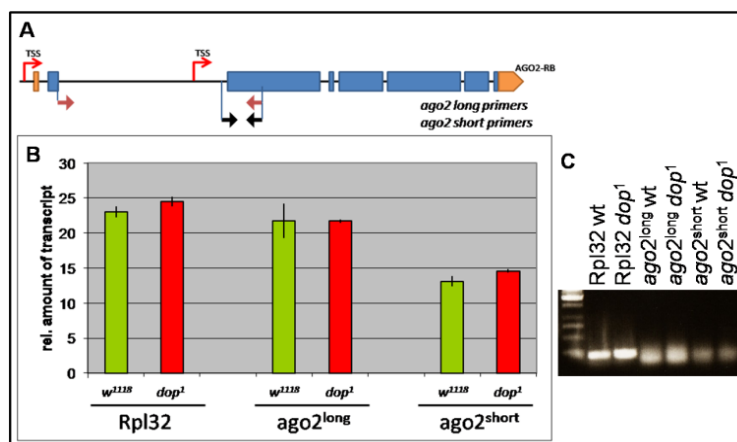 A
TSS
TSS
AGO2-RB
ago2 long primers
ago2 short primers
B
30
25
20
15
10
5
0
rel. amount of transcript
w1118 dop1 w1118 dop1 w1118 dop1
Rpl32 ago2long ago2short
C
Rpl32 wt
Rpl32 dop1
ago2long wt
ago2long dop1
ago2short wt
ago2short dop1